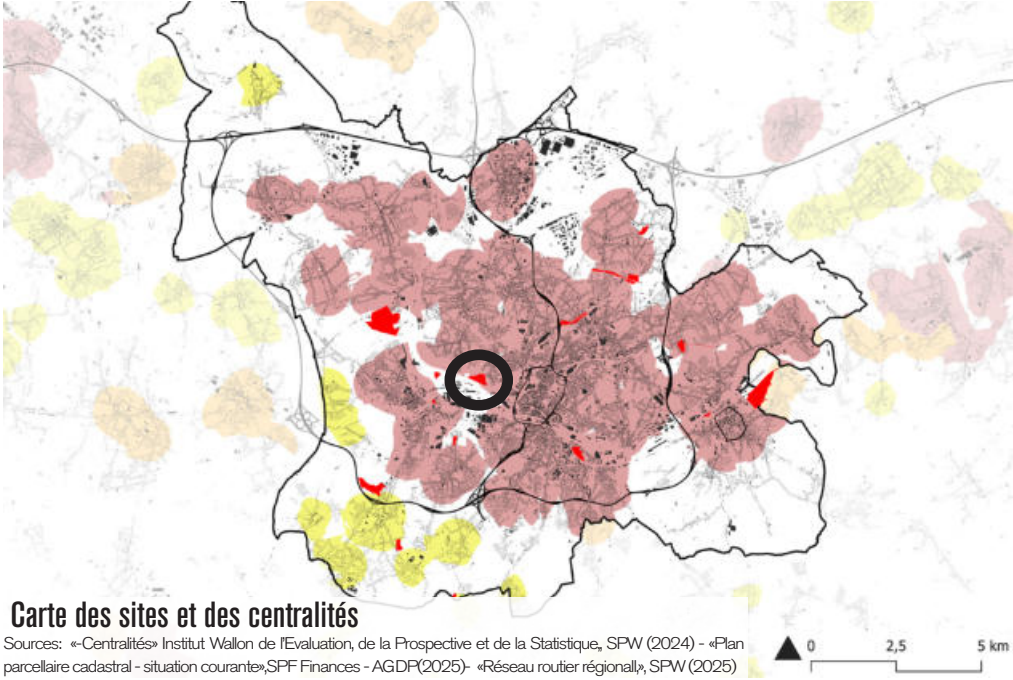 Carte des sites et des centralités
Sources: «-Centralités» Institut Wallon de l'Evaluation, de la Prospective et de la Statistique,, SPW (2024) - «Plan
parcellaire cadastral - situation courante»,SPF Finances - AGDP(2025)- «Réseau routier régional,», SPW (2025)
0 2,5 5 km